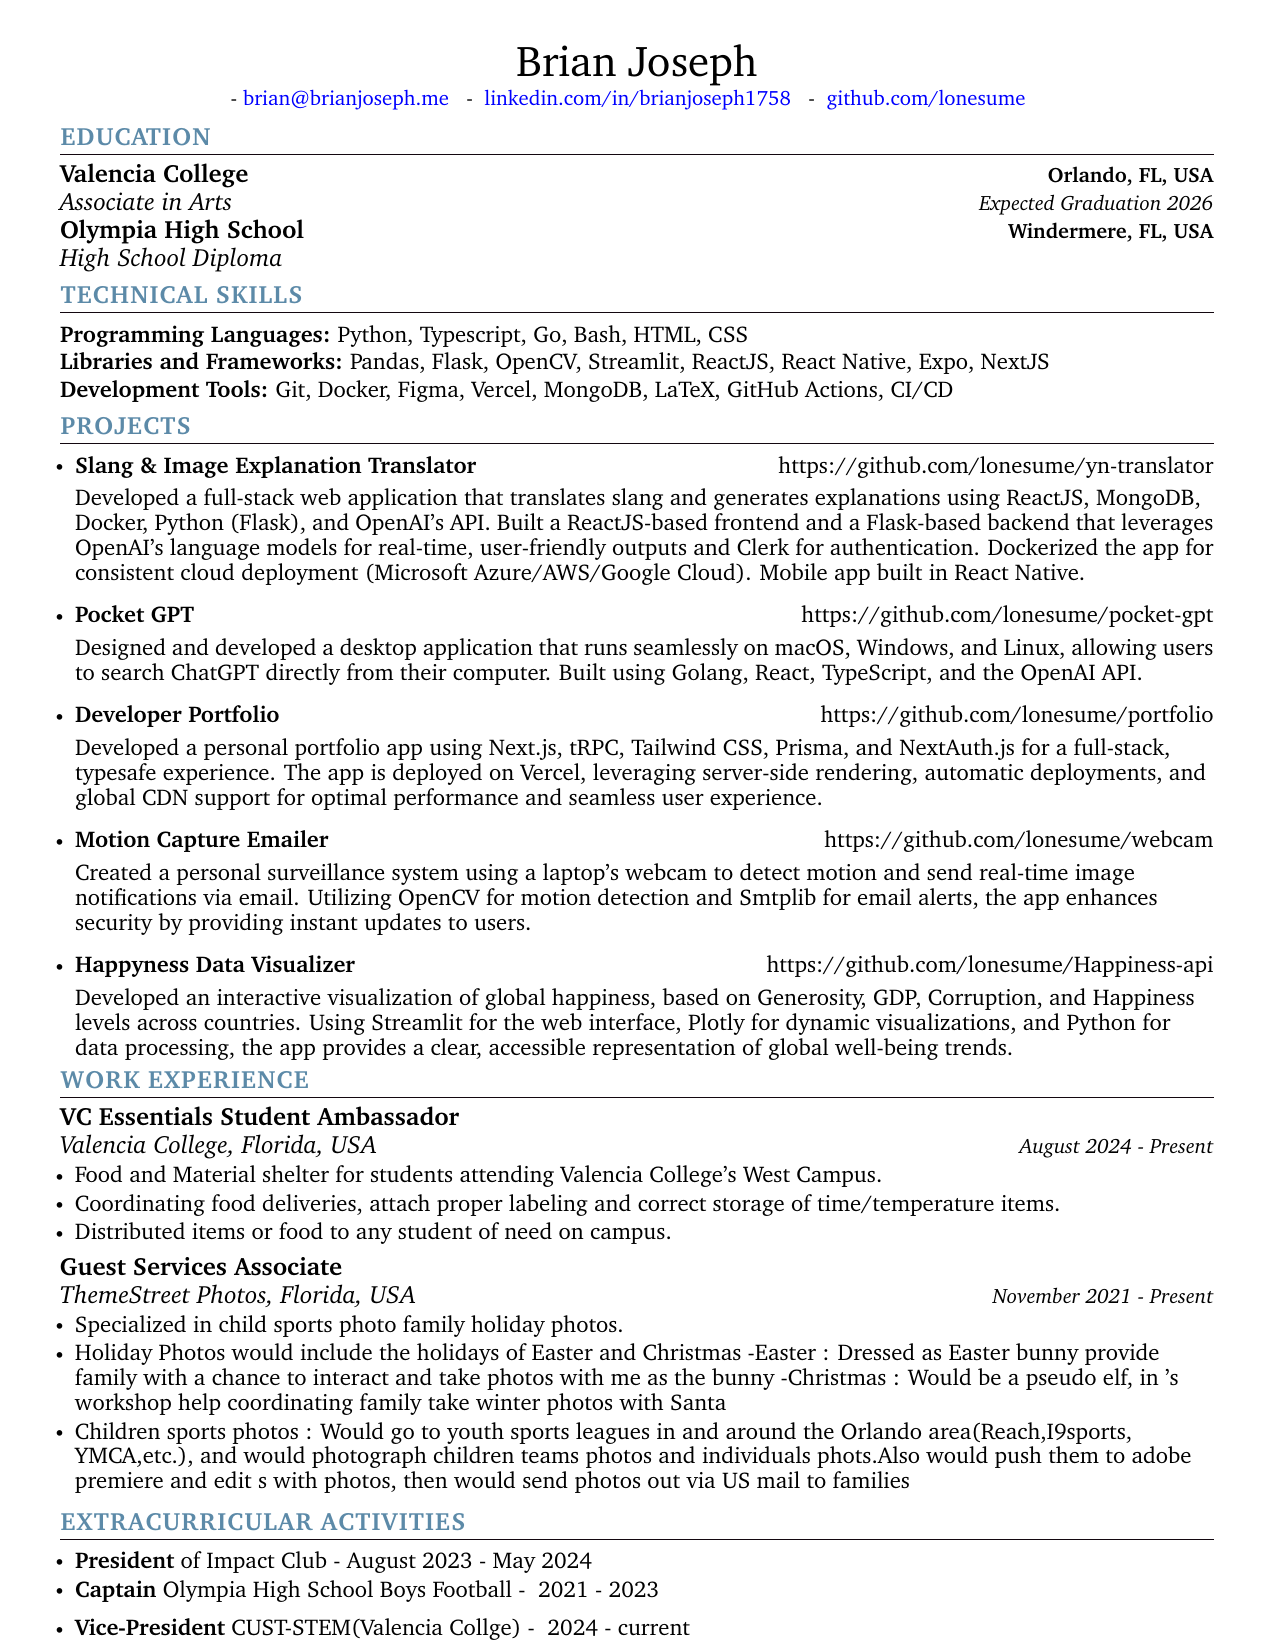 Brian Joseph
- brian@brianjoseph.me - linkedin.com/in/brianjoseph1758 - github.com/lonesume
EDUCATION
Valencia College Orlando, FL, USA
Associate in Arts Expected Graduation 2026
Olympia High School Windermere, FL, USA
High School Diploma
TECHNICAL SKILLS
Programming Languages: Python, Typescript, Go, Bash, HTML, CSS
Libraries and Frameworks: Pandas, Flask, OpenCV, Streamlit, ReactJS, React Native, Expo, NextJS
Development Tools: Git, Docker, Figma, Vercel, MongoDB, LaTeX, GitHub Actions, CI/CD
PROJECTS
• Slang & Image Explanation Translator https://github.com/lonesume/yn-translator
Developed a full-stack web application that translates slang and generates explanations using ReactJS, MongoDB,
Docker, Python (Flask), and OpenAI's API. Built a ReactJS-based frontend and a Flask-based backend that leverages
OpenAI's language models for real-time, user-friendly outputs and Clerk for authentication. Dockerized the app for
consistent cloud deployment (Microsoft Azure/AWS/Google Cloud). Mobile app built in React Native.
• Pocket GPT https://github.com/lonesume/pocket-gpt
Designed and developed a desktop application that runs seamlessly on macOS, Windows, and Linux, allowing users
to search ChatGPT directly from their computer. Built using Golang, React, TypeScript, and the OpenAI API.
• Developer Portfolio https://github.com/lonesume/portfolio
Developed a personal portfolio app using Next.js, tRPC, Tailwind CSS, Prisma, and NextAuth.js for a full-stack,
typesafe experience. The app is deployed on Vercel, leveraging server-side rendering, automatic deployments, and
global CDN support for optimal performance and seamless user experience.
• Motion Capture Emailer https://github.com/lonesume/webcam
Created a personal surveillance system using a laptop's webcam to detect motion and send real-time image
notifications via email. Utilizing OpenCV for motion detection and Smtplib for email alerts, the app enhances
security by providing instant updates to users.
• Happyness Data Visualizer https://github.com/lonesume/Happiness-api
Developed an interactive visualization of global happiness, based on Generosity, GDP, Corruption, and Happiness
levels across countries. Using Streamlit for the web interface, Plotly for dynamic visualizations, and Python for
data processing, the app provides a clear, accessible representation of global well-being trends.
WORK EXPERIENCE
VC Essentials Student Ambassador
Valencia College, Florida, USA August 2024 - Present
• Food and Material shelter for students attending Valencia College's West Campus.
• Coordinating food deliveries, attach proper labeling and correct storage of time/temperature items.
• Distributed items or food to any student of need on campus.
Guest Services Associate
ThemeStreet Photos, Florida, USA November 2021 - Present
• Specialized in child sports photo family holiday photos.
• Holiday Photos would include the holidays of Easter and Christmas -Easter : Dressed as Easter bunny provide
family with a chance to interact and take photos with me as the bunny -Christmas : Would be a pseudo elf, in 's
workshop help coordinating family take winter photos with Santa
• Children sports photos : Would go to youth sports leagues in and around the Orlando area(Reach,I9sports,
YMCA,etc.), and would photograph children teams photos and individuals phots.Also would push them to adobe
premiere and edit s with photos, then would send photos out via US mail to families
EXTRACURRICULAR ACTIVITIES
• President of Impact Club - August 2023 - May 2024
• Captain Olympia High School Boys Football - 2021 - 2023
• Vice-President CUST-STEM(Valencia Collge) - 2024 - current